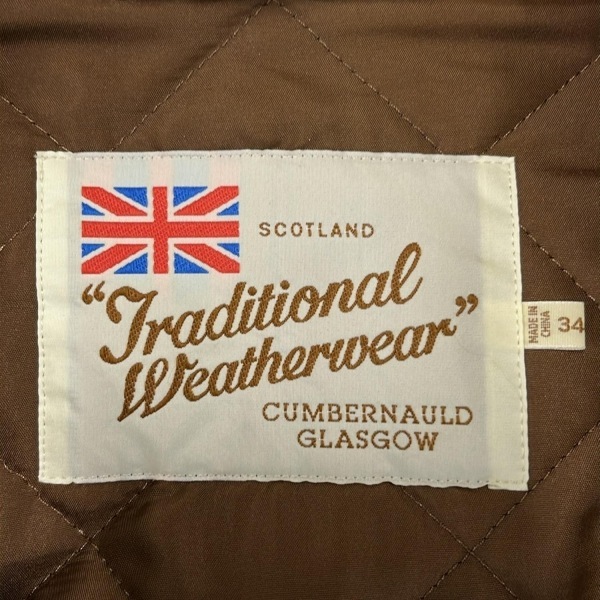 SCOTLAND
“Traditional
Weatherwear”
CUMBERNAULD
GLASGOW
MADE IN
CHINA
34